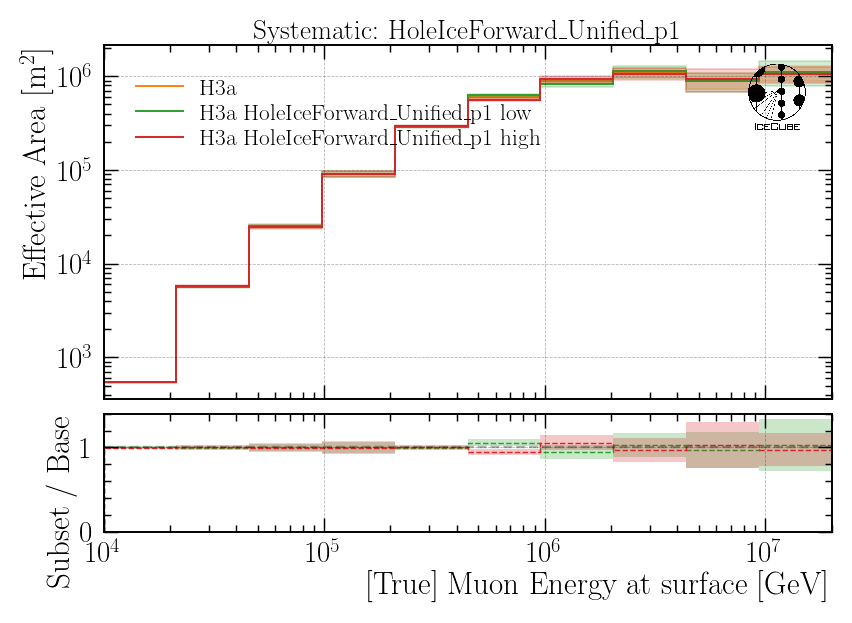 Systematic: HoleIceForward_Unified_p1
Effective Area [m²]
10⁶
10⁵
10⁴
10³
H3a
H3a HoleIceForward_Unified_p1 low
H3a HoleIceForward_Unified_p1 high
ICECUBE
Subset / Base
1
0
10⁴ 10⁵ 10⁶ 10⁷
[True] Muon Energy at surface [GeV]